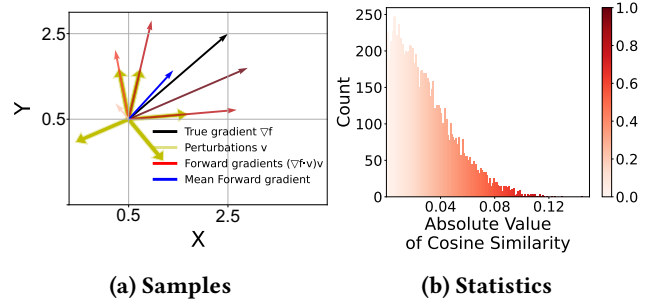 Y
2.5
0.5
True gradient ∇f
Perturbations v
Forward gradients (∇f·v)v
Mean Forward gradient
0.5
2.5
X
(a) Samples
Count
250
200
150
100
50
0
0.04
0.08
0.12
Absolute Value
of Cosine Similarity
1.0
0.8
0.6
0.4
0.2
0.0
(b) Statistics